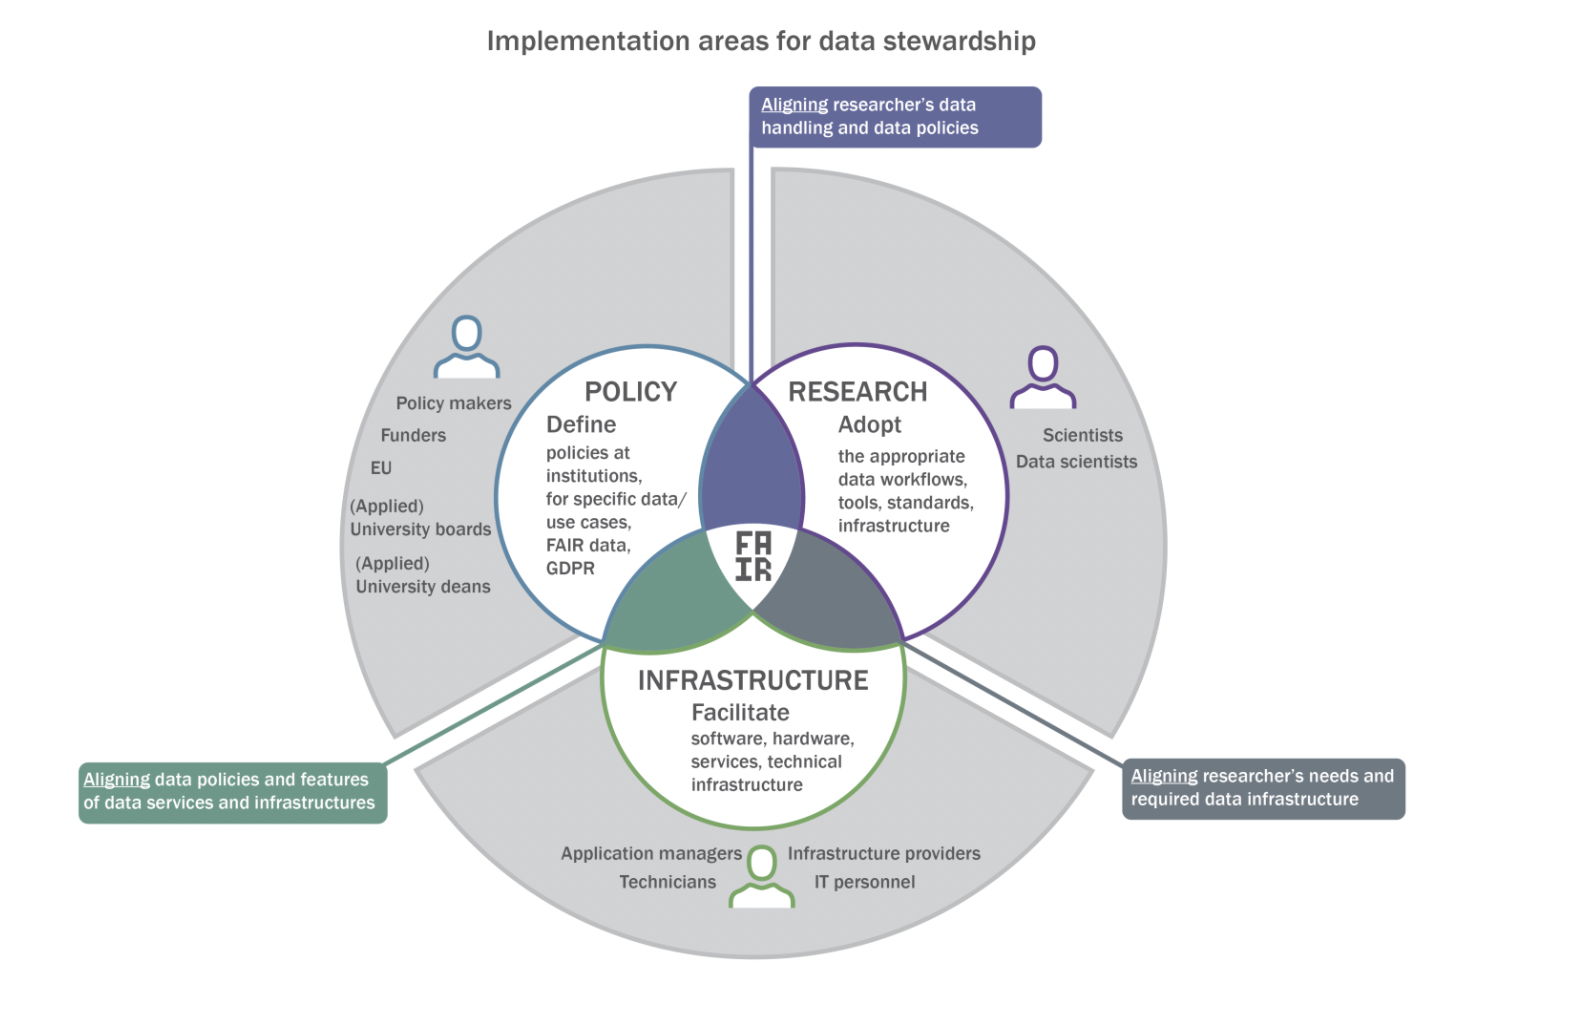 Implementation areas for data stewardship
Aligning researcher's data
handling and data policies
Policy makers
Funders
EU
(Applied)
University boards
(Applied)
University deans
POLICY
Define
policies at
institutions,
for specific data/
use cases,
FAIR data,
GDPR
RESEARCH
Adopt
the appropriate
data workflows,
tools, standards,
infrastructure
Scientists
Data scientists
FA
IR
INFRASTRUCTURE
Facilitate
software, hardware,
services, technical
infrastructure
Aligning data policies and features
of data services and infrastructures
Aligning researcher's needs and
required data infrastructure
Application managers
Technicians
Infrastructure providers
IT personnel